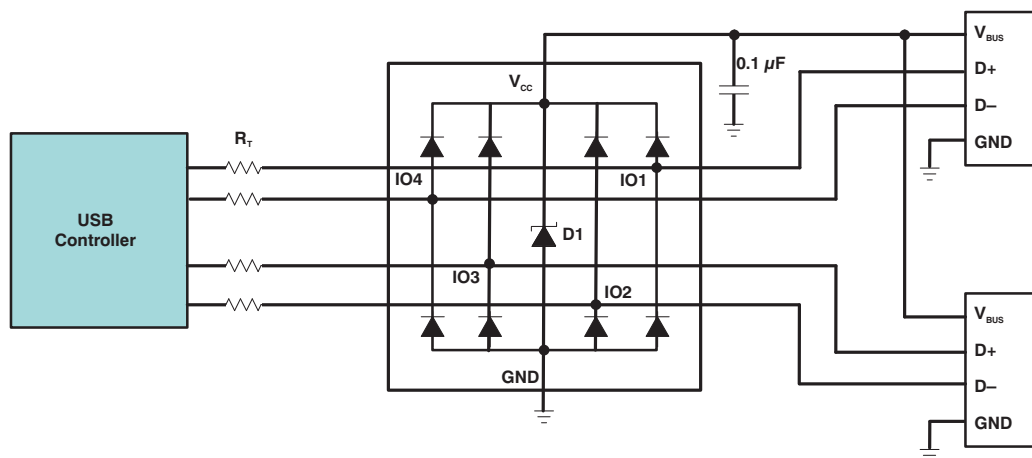 V_BUS
0.1 µF
D+
V_CC
D–
R_T
GND
IO4
IO1
USB
Controller
D1
IO3
IO2
V_BUS
D+
GND
D–
GND